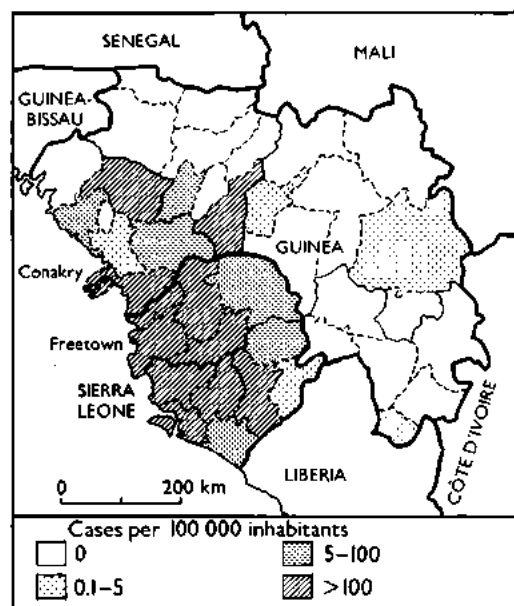 SENEGAL
MALI
GUINEA-
BISSAU
GUINEA
Conakry
Freetown
SIERRA
LEONE
LIBERIA
CÔTE D'IVOIRE
0 200 km
Cases per 100 000 inhabitants
0 5–100
0.1–5 >100